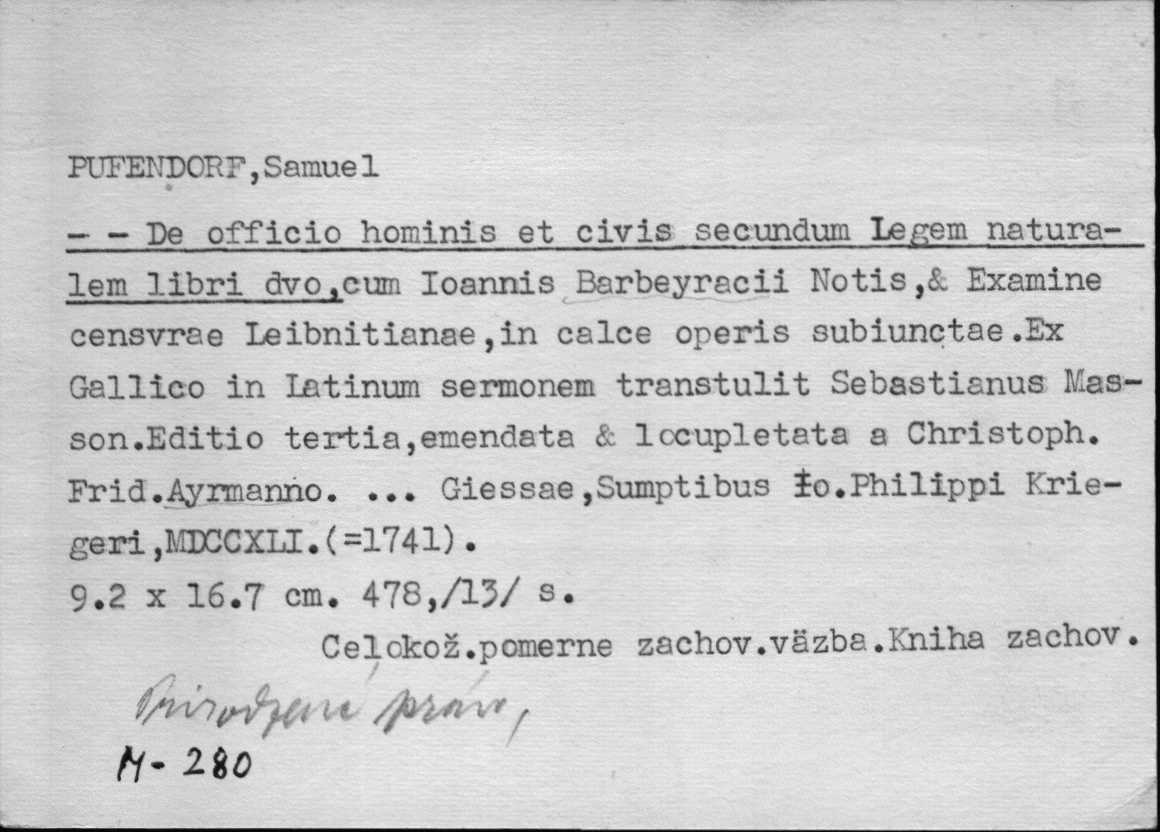 PUFENDORF,Samuel
- - De officio hominis et civis secundum Legem natura-
lem libri dvo,cum Ioannis Barbeyracii Notis,& Examine
censvrae Leibnitianae,in calce operis subiunctae.Ex
Gallico in Latinum sermonem transtulit Sebastianus Mas-
son.Editio tertia,emendata & locupletata a Christoph.
Frid.Ayrmanno. ... Giessae,Sumptibus Io.Philippi Krie-
geri,MDCCXLI.(=1741).
9.2 x 16.7 cm. 478,/13/ s.
Celokož.pomerne zachov.väzba.Kniha zachov.
Prirodzené právo,
M- 280